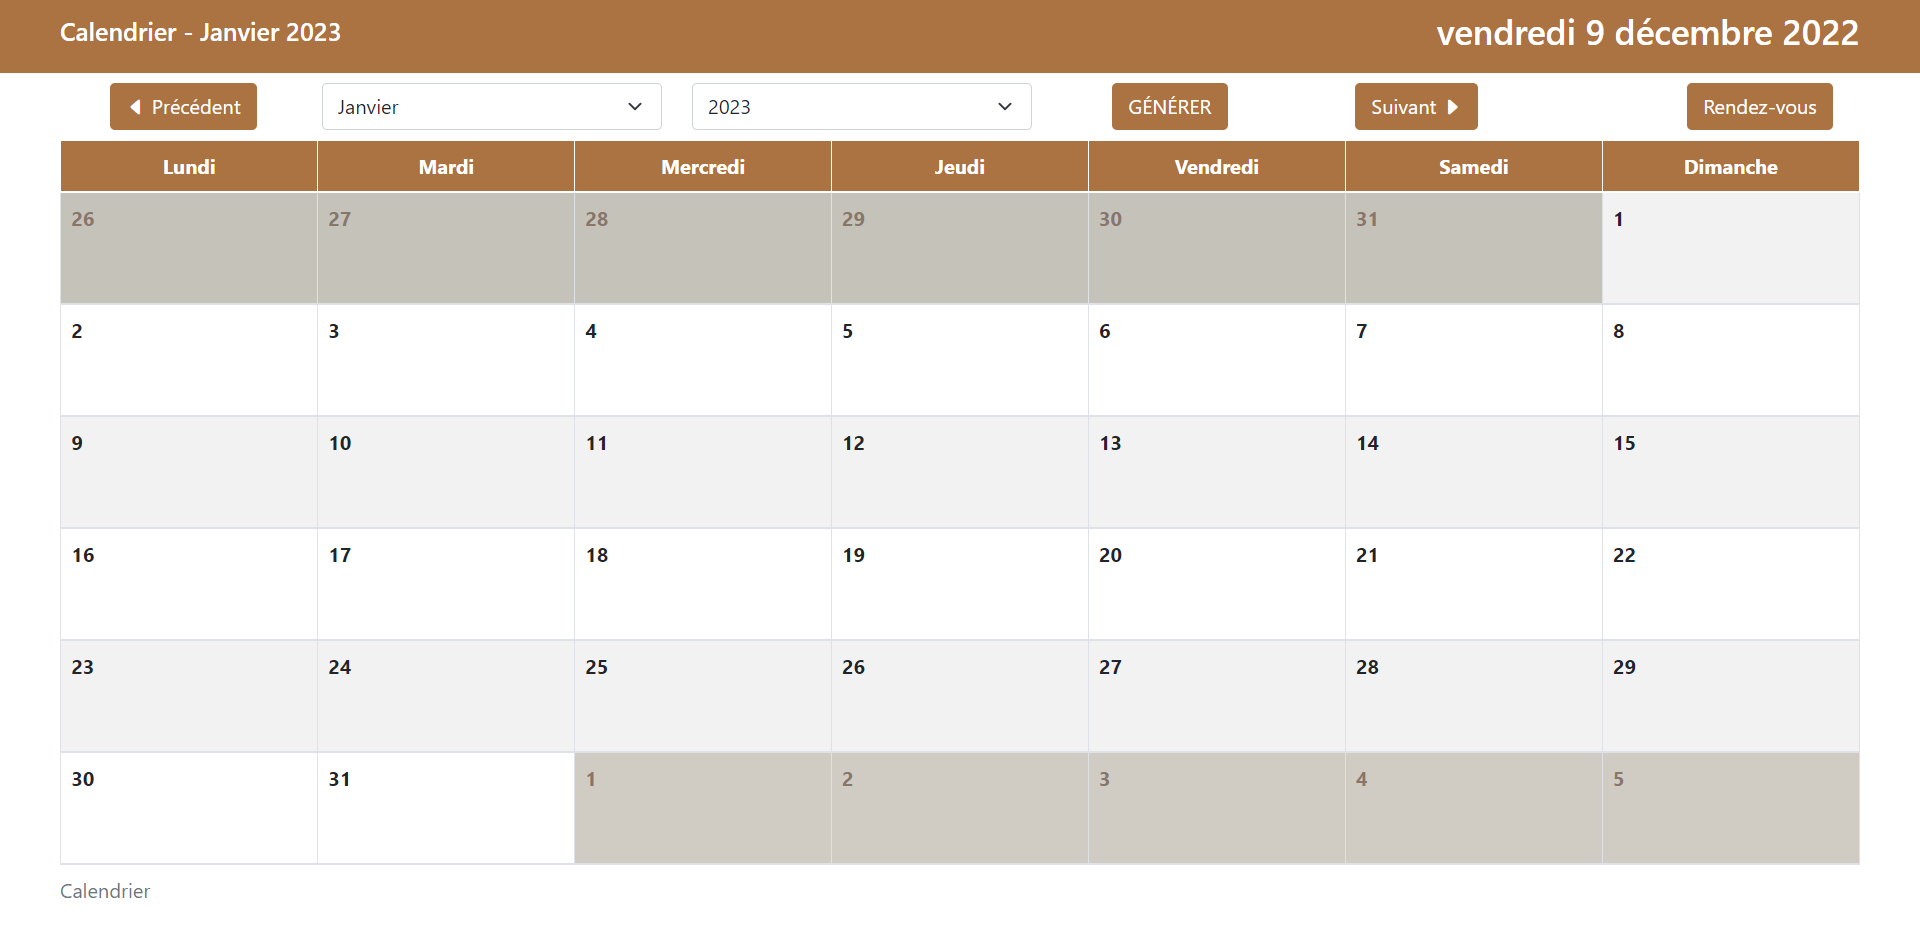 Calendrier - Janvier 2023
vendredi 9 décembre 2022
Précédent
Janvier
2023
GÉNÉRER
Suivant
Rendez-vous
Lundi Mardi Mercredi Jeudi Vendredi Samedi Dimanche
26 27 28 29 30 31 1
2 3 4 5 6 7 8
9 10 11 12 13 14 15
16 17 18 19 20 21 22
23 24 25 26 27 28 29
30 31 1 2 3 4 5
Calendrier